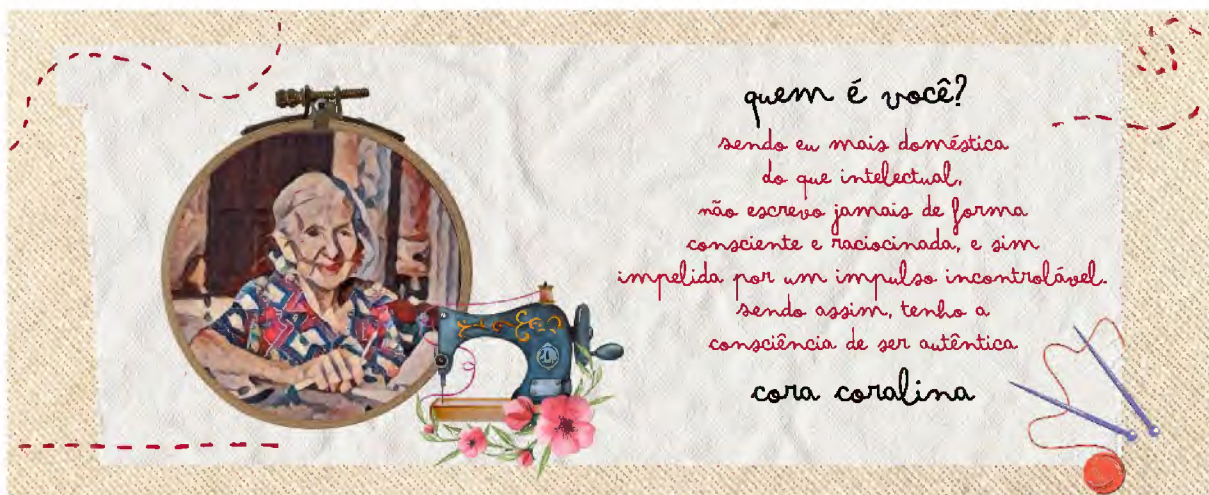 quem é você?
sendo eu mais doméstica
do que intelectual,
não escrevo jamais de forma
consciente e raciocinada, e sim
impelida por um impulso incontrolável.
sendo assim, tenho a
consciência de ser autêntica
cora coralina